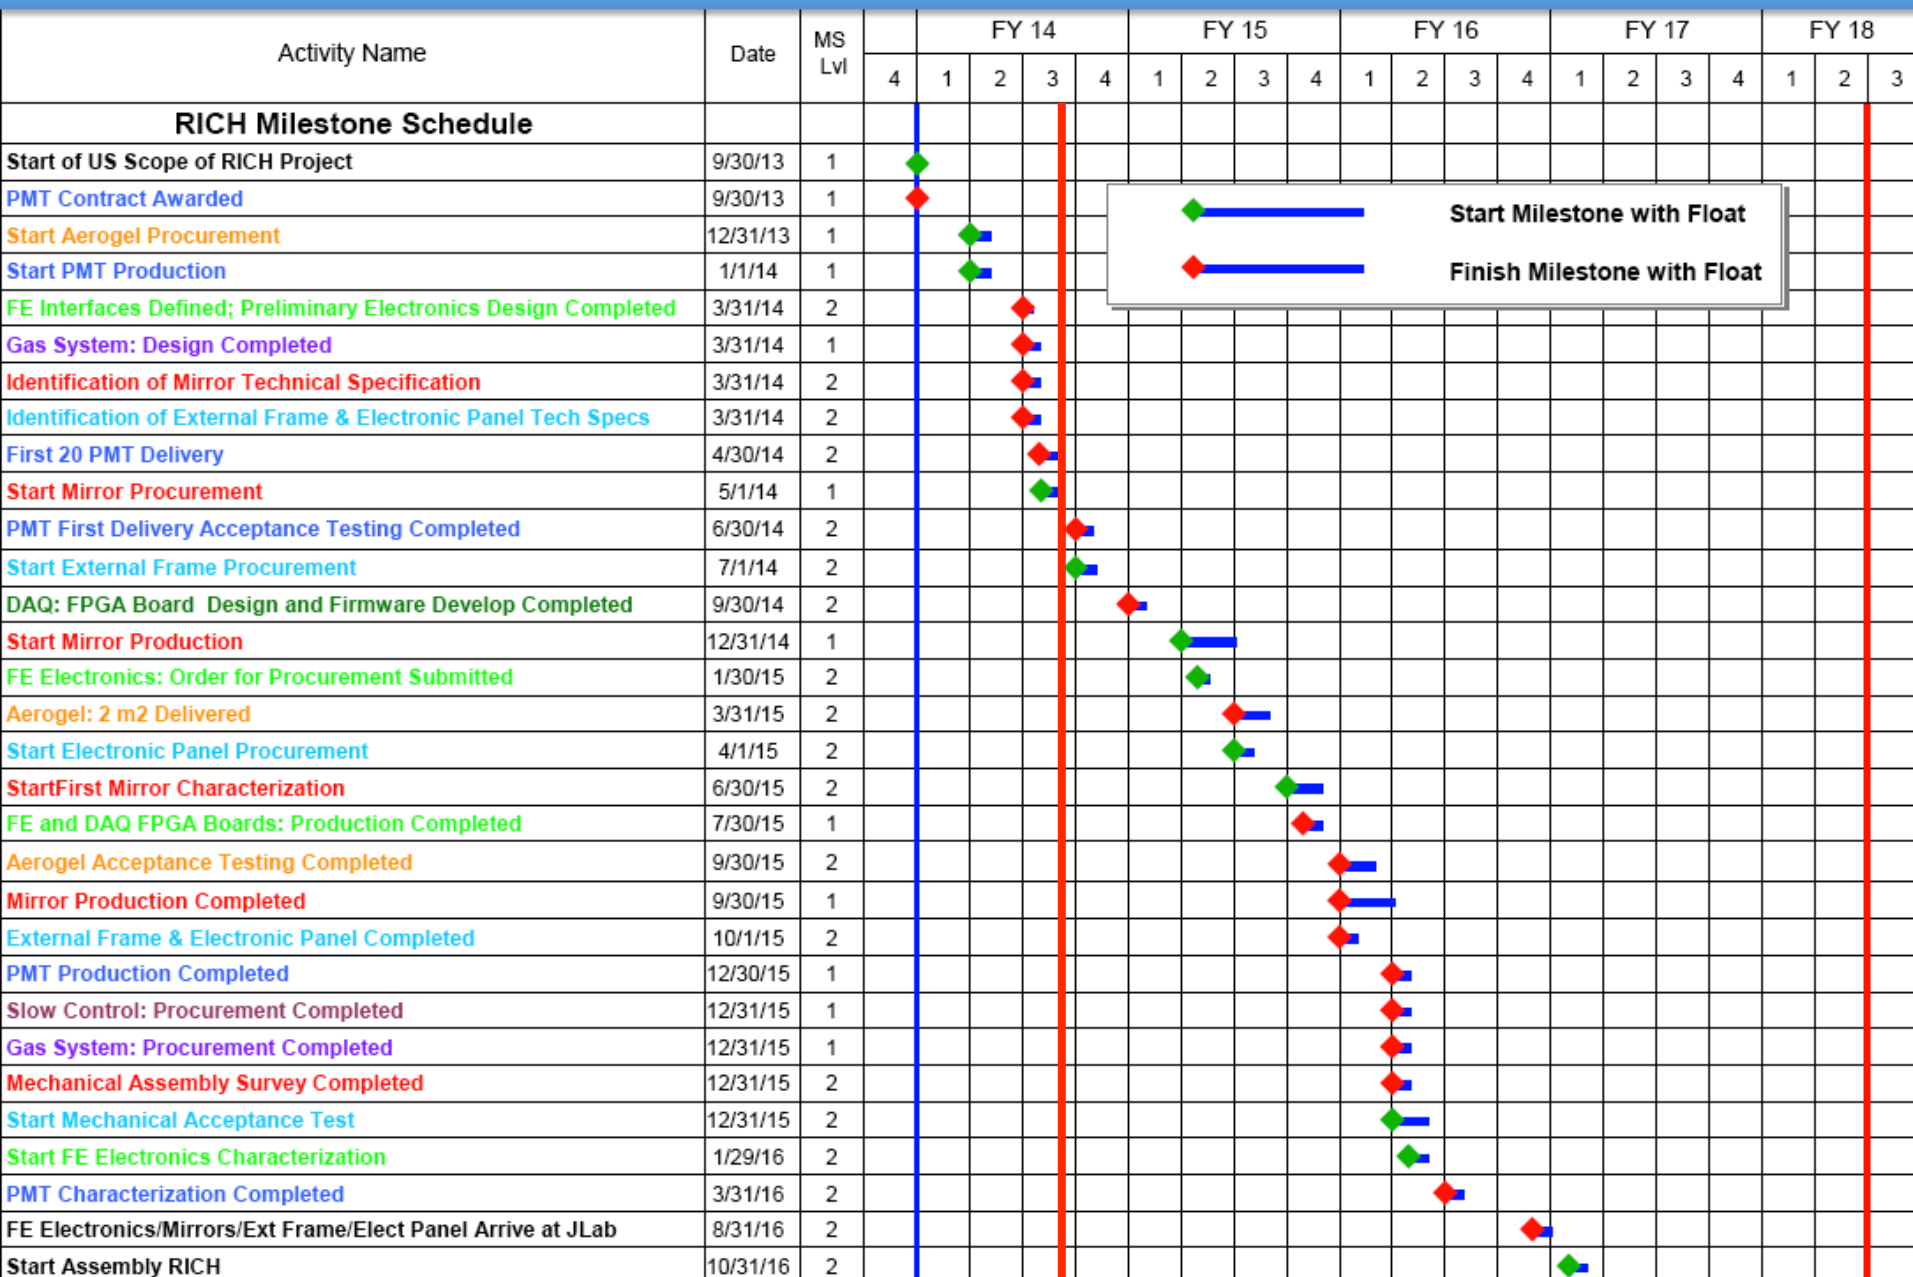 FY 14 FY 15 FY 16 FY 17 FY 18
Activity Name Date MS Lvl
4 1 2 3 4 1 2 3 4 1 2 3 4 1 2 3 4 1 2 3
RICH Milestone Schedule
Start of US Scope of RICH Project 9/30/13 1
PMT Contract Awarded 9/30/13 1
Start Aerogel Procurement 12/31/13 1
Start Milestone with Float
Start PMT Production 1/1/14 1
Finish Milestone with Float
FE Interfaces Defined; Preliminary Electronics Design Completed 3/31/14 2
Gas System: Design Completed 3/31/14 1
Identification of Mirror Technical Specification 3/31/14 2
Identification of External Frame & Electronic Panel Tech Specs 3/31/14 2
First 20 PMT Delivery 4/30/14 2
Start Mirror Procurement 5/1/14 1
PMT First Delivery Acceptance Testing Completed 6/30/14 2
Start External Frame Procurement 7/1/14 2
DAQ: FPGA Board Design and Firmware Develop Completed 9/30/14 2
Start Mirror Production 12/31/14 1
FE Electronics: Order for Procurement Submitted 1/30/15 2
Aerogel: 2 m2 Delivered 3/31/15 2
Start Electronic Panel Procurement 4/1/15 2
StartFirst Mirror Characterization 6/30/15 2
FE and DAQ FPGA Boards: Production Completed 7/30/15 1
Aerogel Acceptance Testing Completed 9/30/15 2
Mirror Production Completed 9/30/15 1
External Frame & Electronic Panel Completed 10/1/15 2
PMT Production Completed 12/30/15 1
Slow Control: Procurement Completed 12/31/15 1
Gas System: Procurement Completed 12/31/15 1
Mechanical Assembly Survey Completed 12/31/15 2
Start Mechanical Acceptance Test 12/31/15 2
Start FE Electronics Characterization 1/29/16 2
PMT Characterization Completed 3/31/16 2
FE Electronics/Mirrors/Ext Frame/Elect Panel Arrive at JLab 8/31/16 2
Start Assembly RICH 10/31/16 2